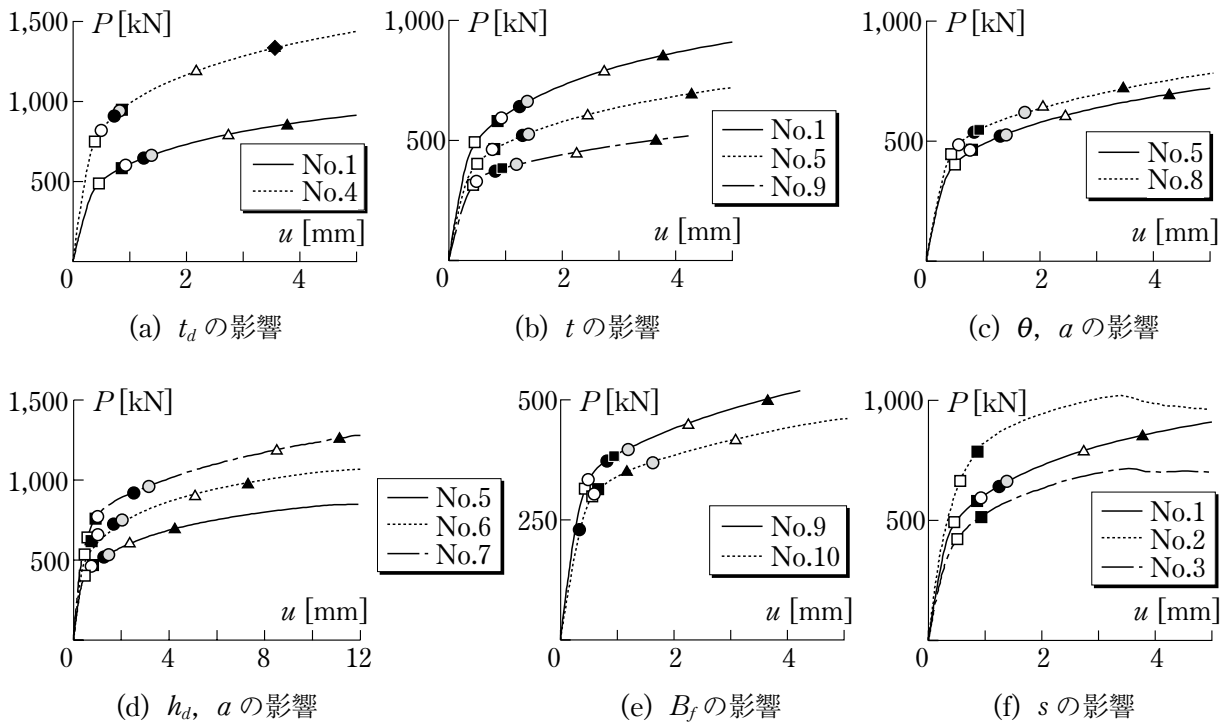 1,500 P [kN]
1,000
500
No.1
No.4
u [mm]
0 2 4
(a) t_d の影響
1,000 P [kN]
500
No.1
No.5
No.9
u [mm]
0 2 4
(b) t の影響
1,000 P [kN]
500
No.5
No.8
u [mm]
0 2 4
(c) θ, a の影響
1,500 P [kN]
1,000
500
No.5
No.6
No.7
u [mm]
0 4 8 12
(d) h_d, a の影響
500 P [kN]
250
No.9
No.10
u [mm]
0 2 4
(e) B_f の影響
1,000 P [kN]
500
No.1
No.2
No.3
u [mm]
0 2 4
(f) s の影響